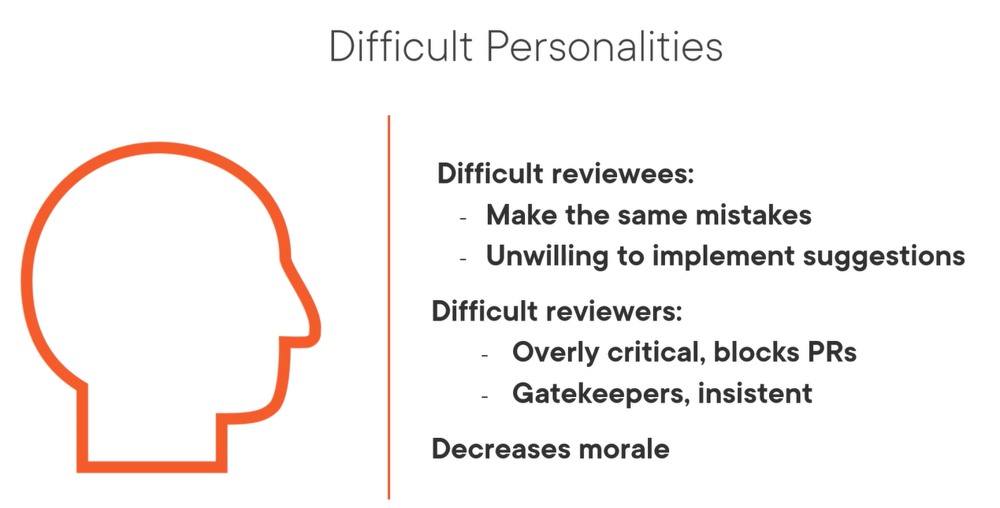 Difficult Personalities
Difficult reviewees:
- Make the same mistakes
- Unwilling to implement suggestions
Difficult reviewers:
- Overly critical, blocks PRs
- Gatekeepers, insistent
Decreases morale